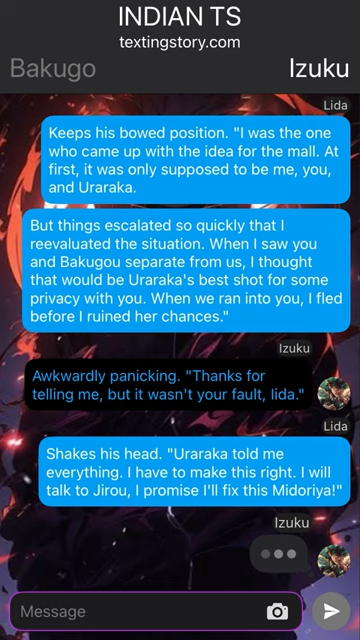 INDIAN TS
textingstory.com
Bakugo
Izuku
Lida
Keeps his bowed position. "I was the one
who came up with the idea for the mall. At
first, it was only supposed to be me, you,
and Uraraka.
But things escalated so quickly that I
reevaluated the situation. When I saw you
and Bakugou separate from us, I thought
that would be Uraraka's best shot for some
privacy with you. When we ran into you, I fled
before I ruined her chances."
Izuku
Awkwardly panicking. "Thanks for
telling me, but it wasn't your fault, Iida."
Lida
Shakes his head. "Uraraka told me
everything. I have to make this right. I will
talk to Jirou, I promise I'll fix this Midoriya!"
Izuku
Message